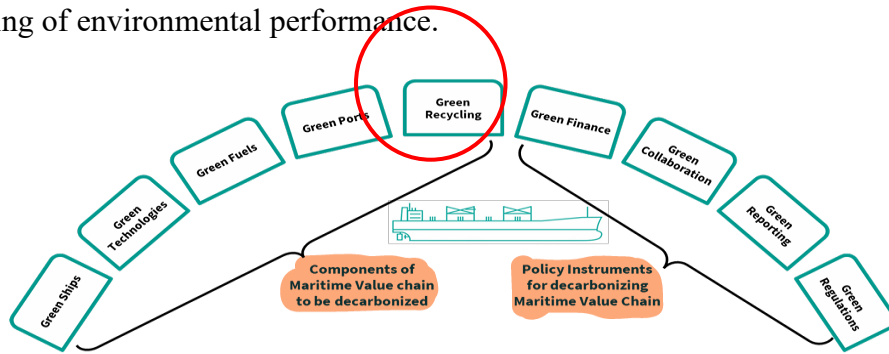 ing of environmental performance.
Green Ships
Green
Technologies
Green Fuels
Green Ports
Green
Recycling
Green Finance
Green
Collaboration
Green
Reporting
Green
Regulations
Components of
Maritime Value chain
to be decarbonized
Policy Instruments
for decarbonizing
Maritime Value Chain